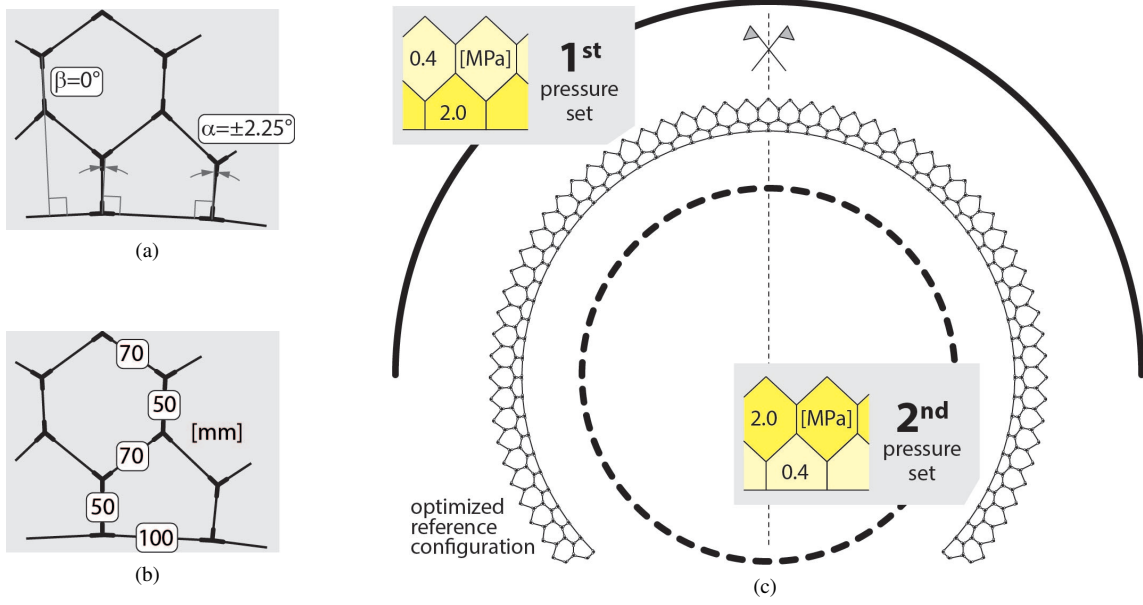 β=0°
α=±2.25°
(a)
70
50
[mm]
70
50
100
(b)
0.4
[MPa]
2.0
1st
pressure
set
2.0
[MPa]
0.4
2nd
pressure
set
optimized
reference
configuration
(c)